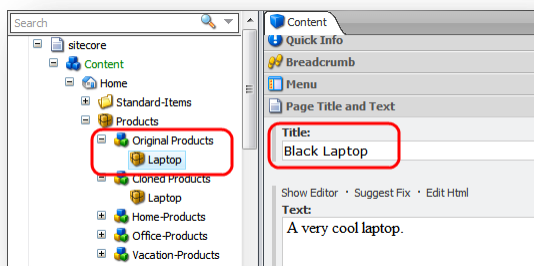 Search
sitecore
Content
Home
Standard-Items
Products
Original Products
Laptop
Cloned Products
Laptop
Home-Products
Office-Products
Vacation-Products
Content
Quick Info
Breadcrumb
Menu
Page Title and Text
Title:
Black Laptop
Show Editor · Suggest Fix · Edit Html
Text:
A very cool laptop.